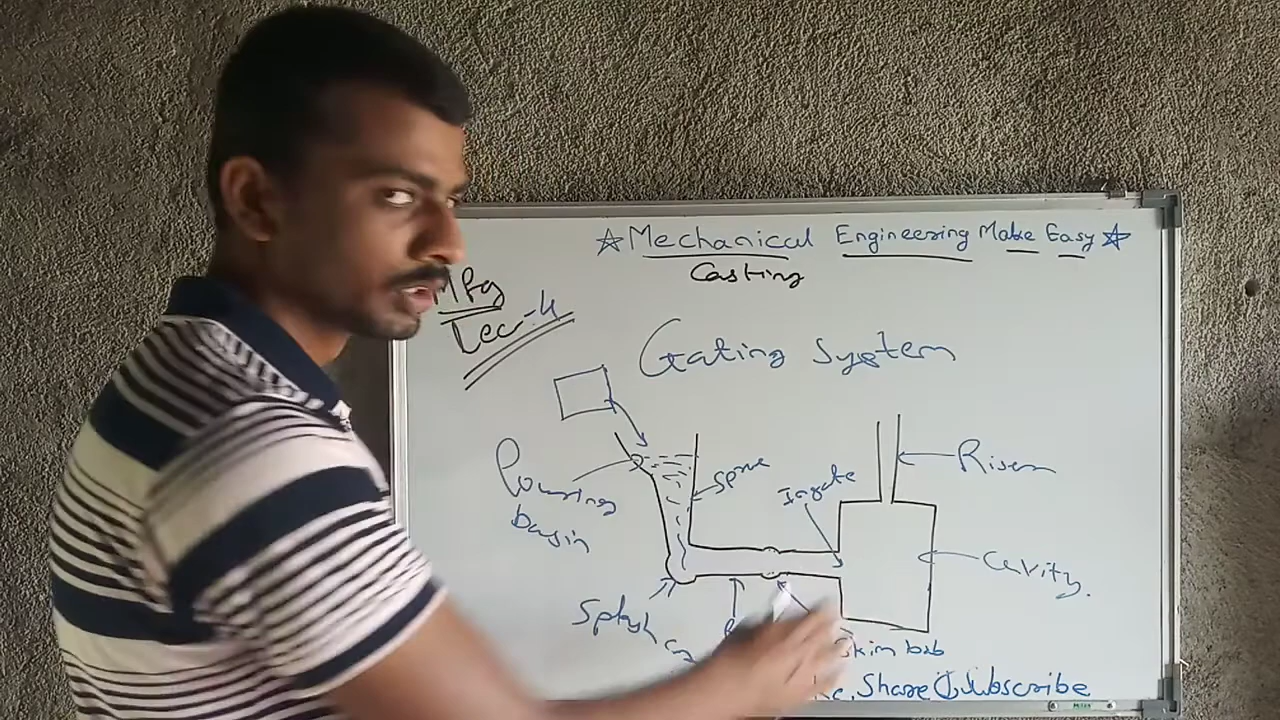 ☆ Mechanical Engineering Make Easy ☆
Casting
Mfg
Lec-4
Gating System
Pouring
basin
Sprue
Ingate
Riser
Cavity.
Splash
Skim bob
Share & Subscribe